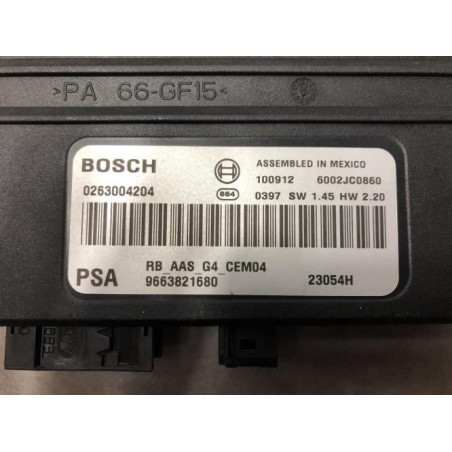 >PA 66-GF15<
BOSCH
ASSEMBLED IN MEXICO
100912 6002JC0860
0263004204
664
0397 SW 1.45 HW 2.20
RB_AAS_G4_CEM04
PSA
9663821680
23054H